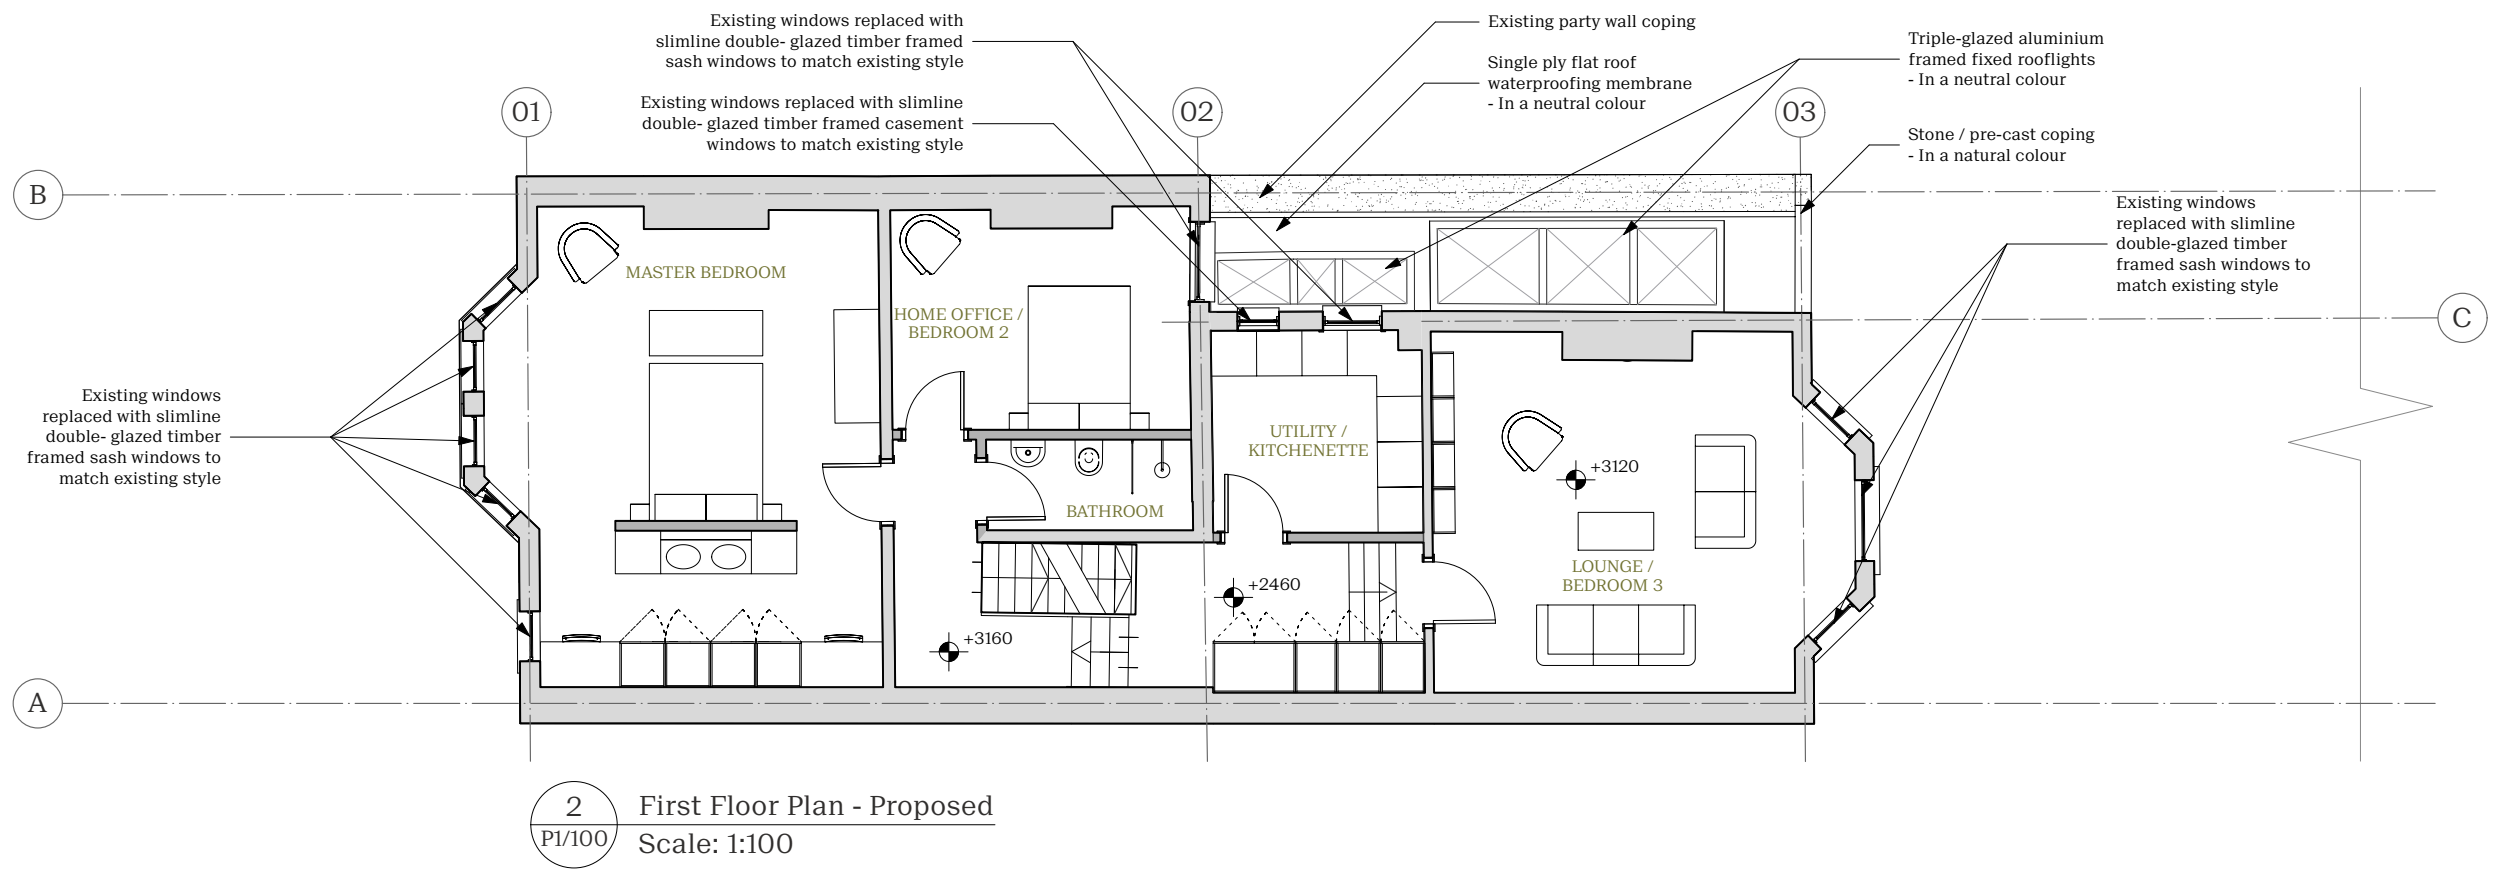 Existing windows replaced with
slimline double- glazed timber framed
sash windows to match existing style
Existing windows replaced with slimline
double- glazed timber framed casement
windows to match existing style
Existing party wall coping
Single ply flat roof
waterproofing membrane
- In a neutral colour
Triple-glazed aluminium
framed fixed rooflights
- In a neutral colour
Stone / pre-cast coping
- In a natural colour
Existing windows
replaced with slimline
double-glazed timber
framed sash windows to
match existing style
01
02
03
B
C
A
Existing windows
replaced with slimline
double- glazed timber
framed sash windows to
match existing style
MASTER BEDROOM
HOME OFFICE /
BEDROOM 2
BATHROOM
UTILITY /
KITCHENETTE
LOUNGE /
BEDROOM 3
+3120
+2460
+3160
2
P1/100
First Floor Plan - Proposed
Scale: 1:100